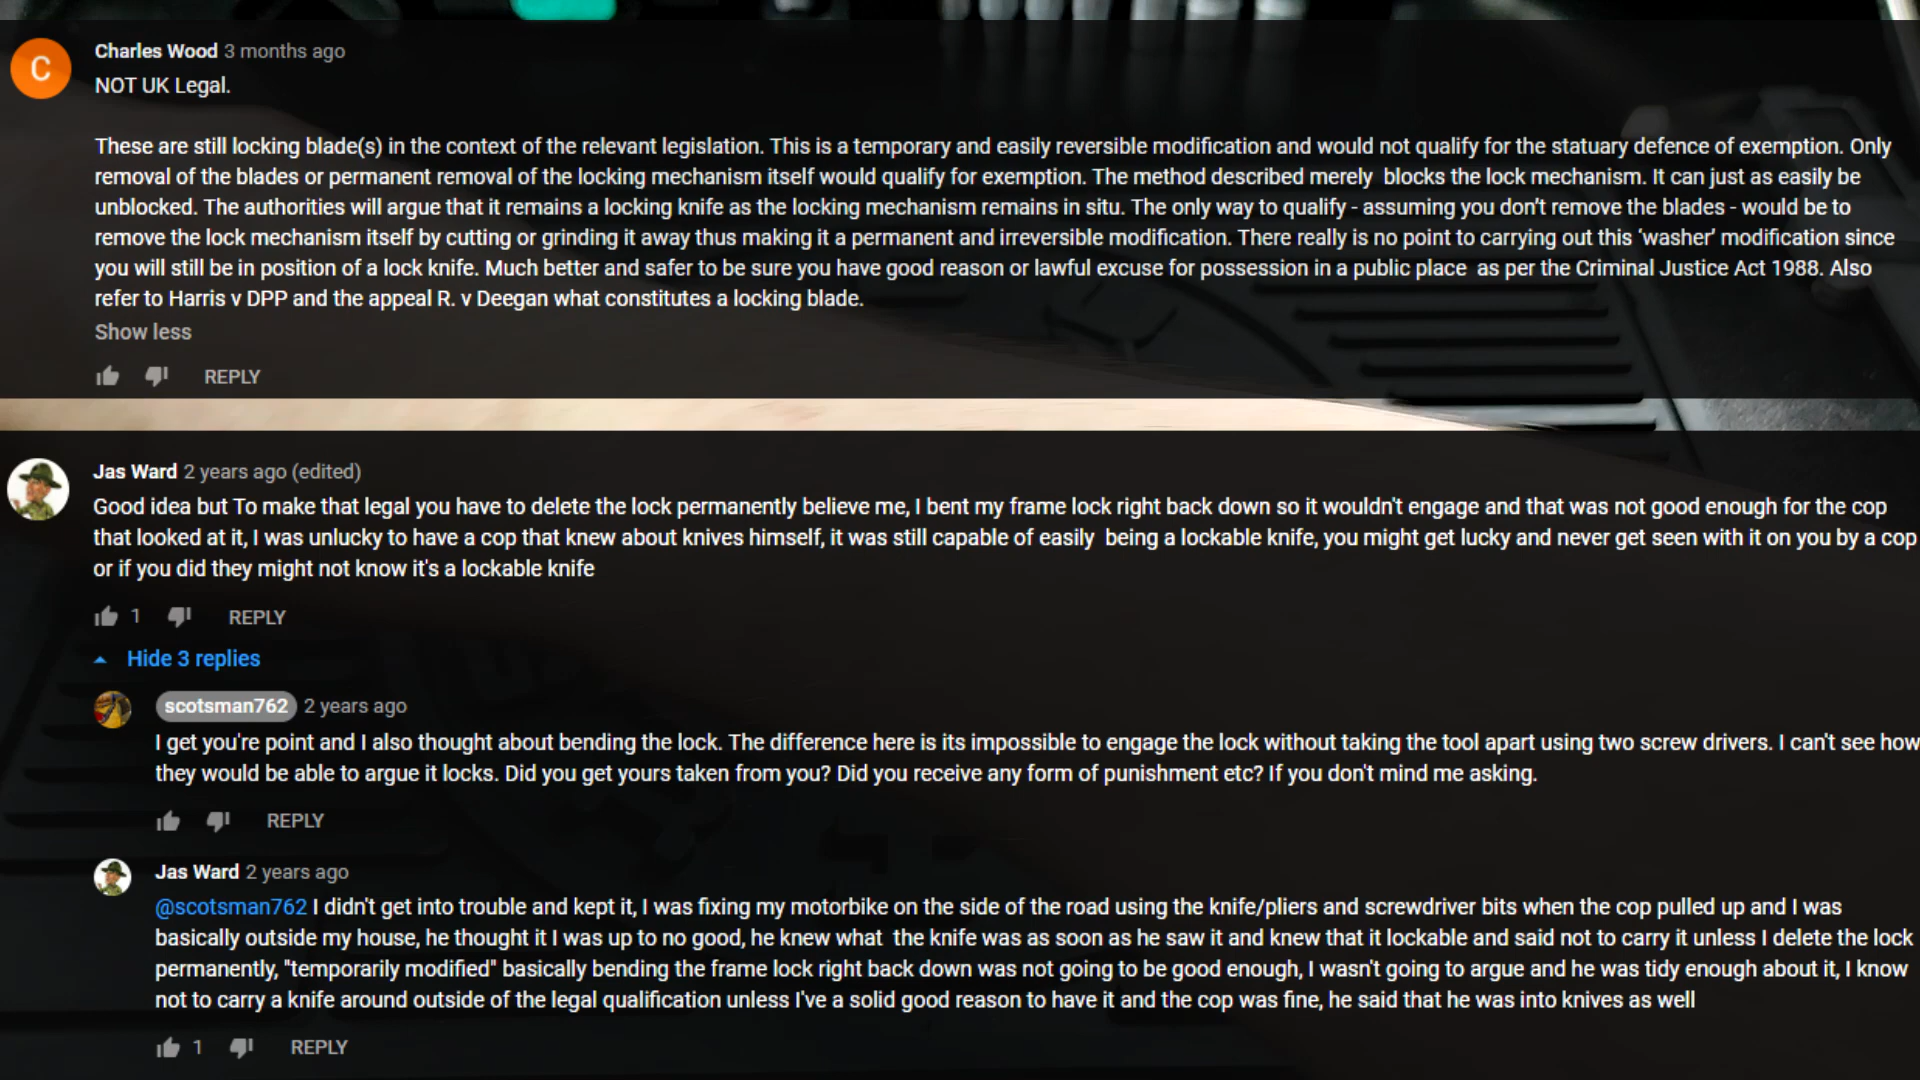 C
Charles Wood 3 months ago
NOT UK Legal.
These are still locking blade(s) in the context of the relevant legislation. This is a temporary and easily reversible modification and would not qualify for the statuary defence of exemption. Only
removal of the blades or permanent removal of the locking mechanism itself would qualify for exemption. The method described merely  blocks the lock mechanism. It can just as easily be
unblocked. The authorities will argue that it remains a locking knife as the locking mechanism remains in situ. The only way to qualify - assuming you don't remove the blades - would be to
remove the lock mechanism itself by cutting or grinding it away thus making it a permanent and irreversible modification. There really is no point to carrying out this 'washer' modification since
you will still be in position of a lock knife. Much better and safer to be sure you have good reason or lawful excuse for possession in a public place  as per the Criminal Justice Act 1988. Also
refer to Harris v DPP and the appeal R. v Deegan what constitutes a locking blade.
Show less
REPLY
Jas Ward 2 years ago (edited)
Good idea but To make that legal you have to delete the lock permanently believe me, I bent my frame lock right back down so it wouldn't engage and that was not good enough for the cop
that looked at it, I was unlucky to have a cop that knew about knives himself, it was still capable of easily  being a lockable knife, you might get lucky and never get seen with it on you by a cop
or if you did they might not know it's a lockable knife
1 REPLY
Hide 3 replies
scotsman762 2 years ago
I get you're point and I also thought about bending the lock. The difference here is its impossible to engage the lock without taking the tool apart using two screw drivers. I can't see how
they would be able to argue it locks. Did you get yours taken from you? Did you receive any form of punishment etc? If you don't mind me asking.
REPLY
Jas Ward 2 years ago
@scotsman762 I didn't get into trouble and kept it, I was fixing my motorbike on the side of the road using the knife/pliers and screwdriver bits when the cop pulled up and I was
basically outside my house, he thought it I was up to no good, he knew what  the knife was as soon as he saw it and knew that it lockable and said not to carry it unless I delete the lock
permanently, "temporarily modified" basically bending the frame lock right back down was not going to be good enough, I wasn't going to argue and he was tidy enough about it, I know
not to carry a knife around outside of the legal qualification unless I've a solid good reason to have it and the cop was fine, he said that he was into knives as well
1 REPLY